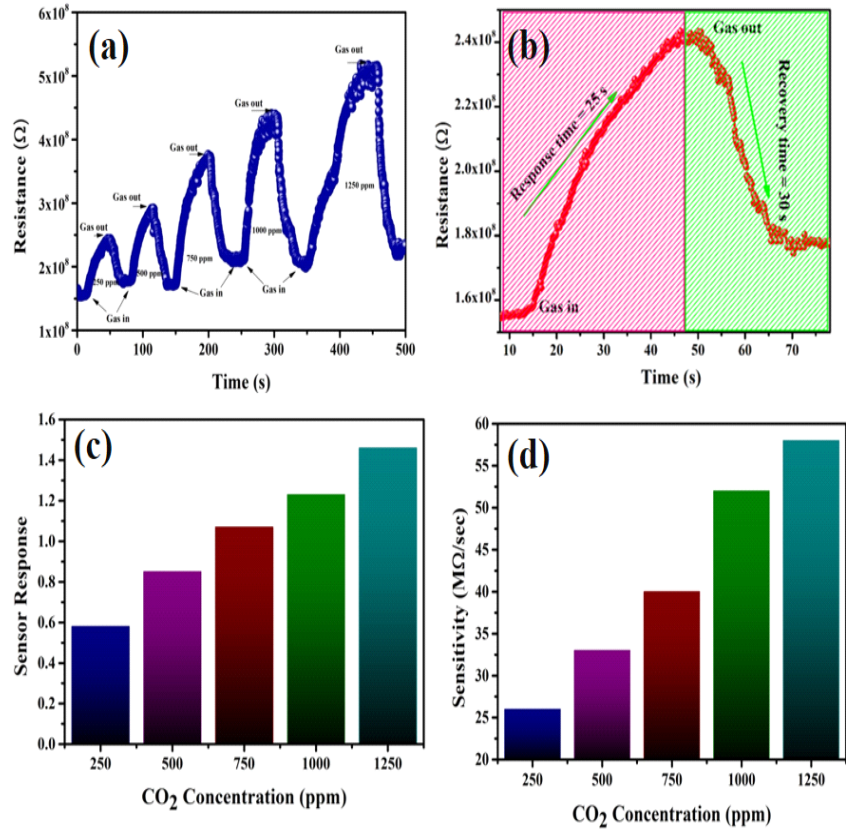 (a)
Resistance (Ω)
6x10⁸
5x10⁸
4x10⁸
3x10⁸
2x10⁸
1x10⁸
Gas out
Gas out
Gas out
Gas out
Gas out
250 ppm
500 ppm
750 ppm
1000 ppm
1250 ppm
Gas in
Gas in
Gas in
0 100 200 300 400 500
Time (s)
(b)
Resistance (Ω)
2.4x10⁸
2.2x10⁸
2.0x10⁸
1.8x10⁸
1.6x10⁸
Response time = 25 s
Gas out
Recovery time = 30 s
Gas in
10 20 30 40 50 60 70
Time (s)
(c)
Sensor Response
1.6
1.4
1.2
1.0
0.8
0.6
0.4
0.2
0.0
250 500 750 1000 1250
CO₂ Concentration (ppm)
(d)
Sensitivity (MΩ/sec)
60
55
50
45
40
35
30
25
20
250 500 750 1000 1250
CO₂ Concentration (ppm)